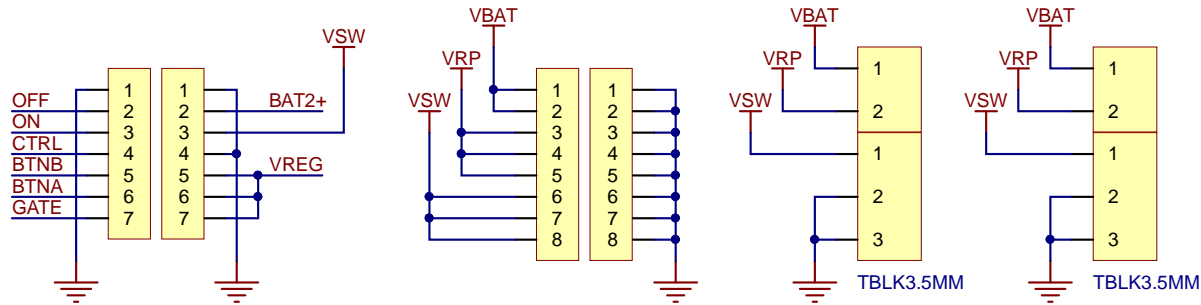 VSW
OFF
ON
CTRL
BTNB
BTNA
GATE
1
2
3
4
5
6
7
1
2
3
4
5
6
7
BAT2+
VREG
VBAT
VRP
VSW
1
2
3
4
5
6
7
8
1
2
3
4
5
6
7
8
VBAT
VRP
VSW
1
2
1
2
3
TBLK3.5MM
VBAT
VRP
VSW
1
2
1
2
3
TBLK3.5MM